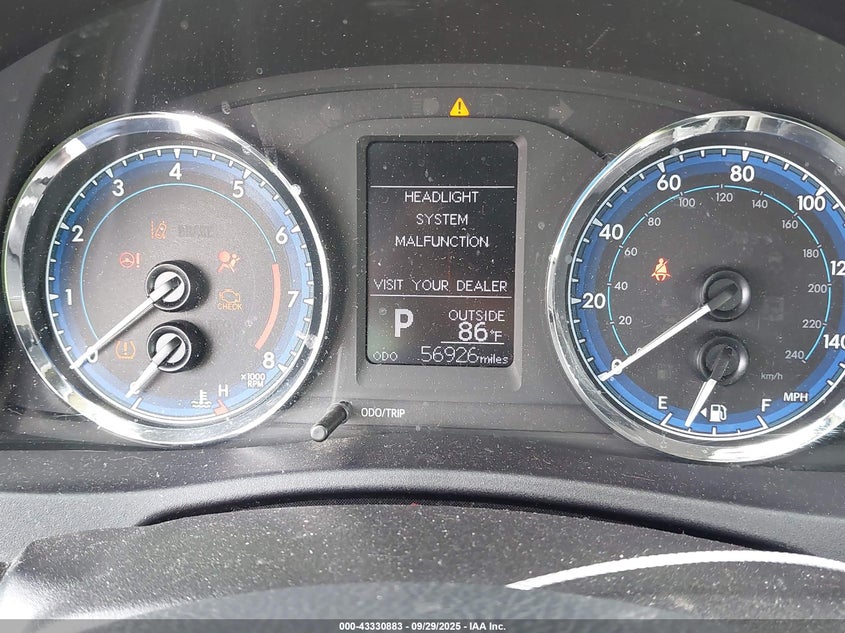 HEADLIGHT
SYSTEM
MALFUNCTION
VISIT YOUR DEALER
P
OUTSIDE
86°F
ODO 56926 miles
ODO/TRIP
0 1 2 3 4 5 6 7 8
x1000
RPM
CHECK
H
0 20 40 60 80 100 12 140
20 40 60 80 100 120 140 160 180 200 220 240
km/h
MPH
E F
000-43330883 / 09/29/2025 - IAA Inc.